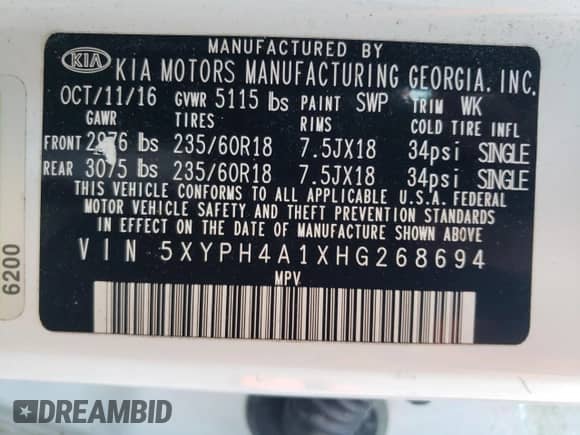 MANUFACTURED BY
KIA KIA MOTORS MANUFACTURING GEORGIA, INC.
OCT/11/16 GVWR 5115 lbs PAINT SWP TRIM WK
GAWR TIRES RIMS COLD TIRE INFL
FRONT 2976 lbs 235/60R18 7.5JX18 34psi SINGLE
REAR 3075 lbs 235/60R18 7.5JX18 34psi SINGLE
THIS VEHICLE CONFORMS TO ALL APPLICABLE U.S.A. FEDERAL
MOTOR VEHICLE SAFETY AND THEFT PREVENTION STANDARDS
IN EFFECT ON THE DATE OF MANUFACTURE SHOWN ABOVE
VIN 5XYPH4A1XHG268694
MPV
6200
DREAMBID